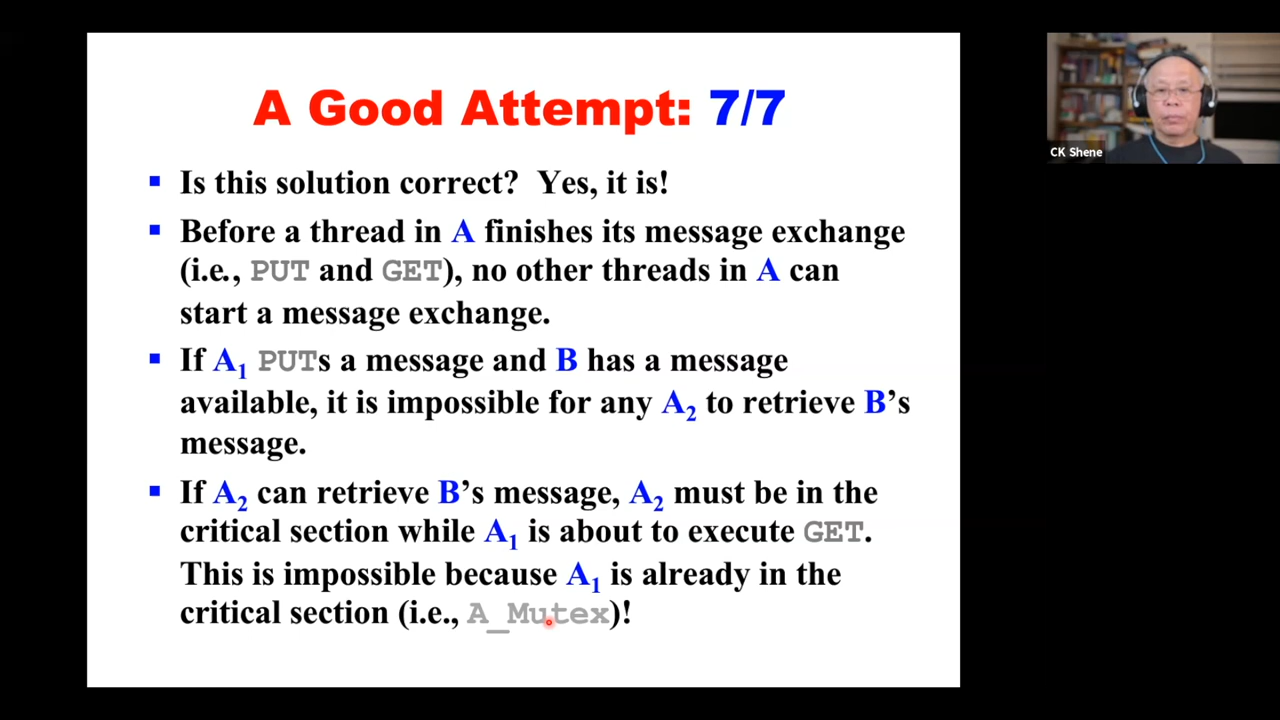 A Good Attempt: 7/7
▪ Is this solution correct? Yes, it is!
▪ Before a thread in A finishes its message exchange
(i.e., PUT and GET), no other threads in A can
start a message exchange.
▪ If A₁ PUTs a message and B has a message
available, it is impossible for any A₂ to retrieve B’s
message.
▪ If A₂ can retrieve B’s message, A₂ must be in the
critical section while A₁ is about to execute GET.
This is impossible because A₁ is already in the
critical section (i.e., A_Mutex)!
CK Shene